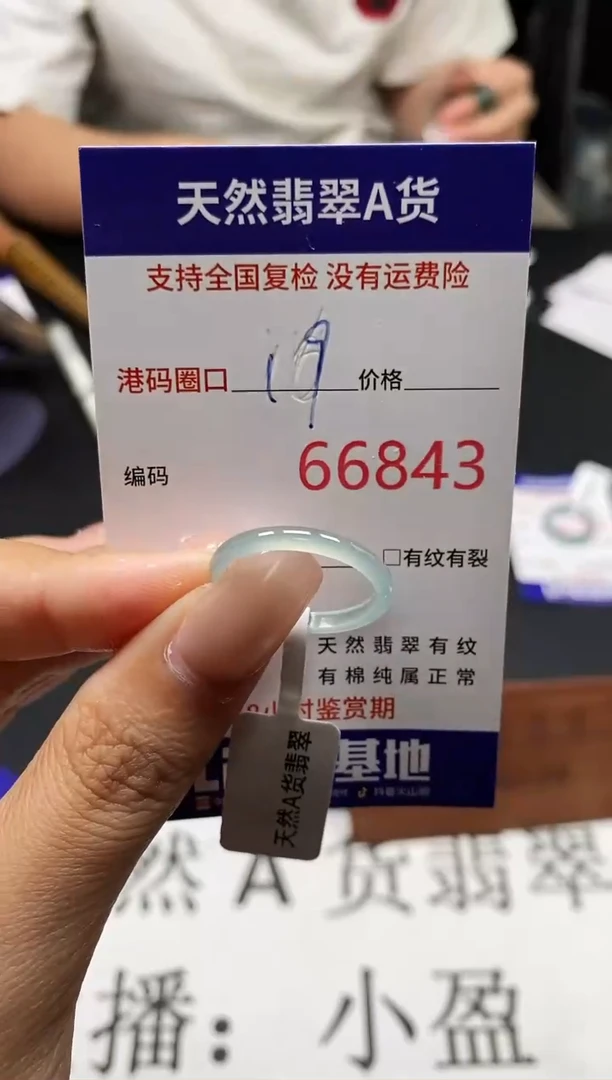 天然翡翠A货
支持全国复检 没有运费险
港码圈口 19 价格
编码 66843
□有纹有裂
天然翡翠有纹
有棉纯属正常
时鉴赏期
基地
天然A货翡翠
然A货翡翠
播：小盈